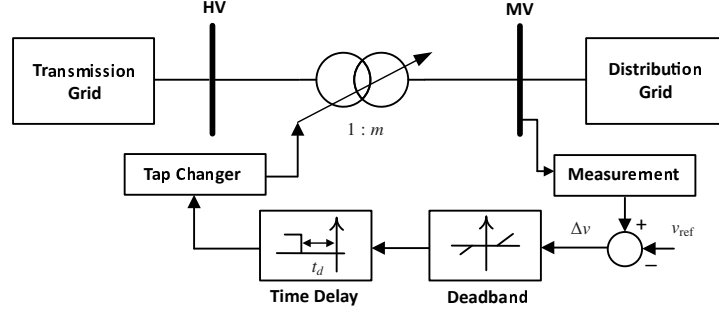 HV
MV
Transmission
Grid
Distribution
Grid
1 : m
Tap Changer
Measurement
+
Δv
v_ref
−
t_d
Time Delay
Deadband